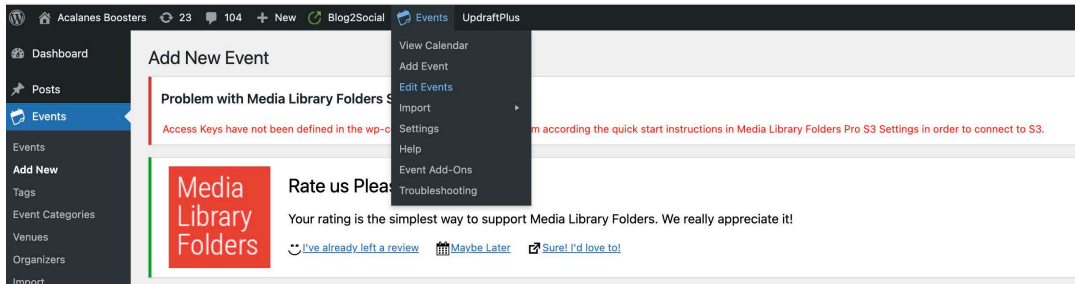 Acalanes Boosters 23 104 + New Blog2Social Events UpdraftPlus
Dashboard
Posts
Events
Events
Add New
Tags
Event Categories
Venues
Organizers
Import
View Calendar
Add Event
Edit Events
Import
Settings
Help
Event Add-Ons
Troubleshooting
Add New Event
Problem with Media Library Folders S
Access Keys have not been defined in the wp-c m according the quick start instructions in Media Library Folders Pro S3 Settings in order to connect to S3.
Media
Library
Folders
Rate us Pleas
Your rating is the simplest way to support Media Library Folders. We really appreciate it!
I've already left a review Maybe Later Sure! I'd love to!